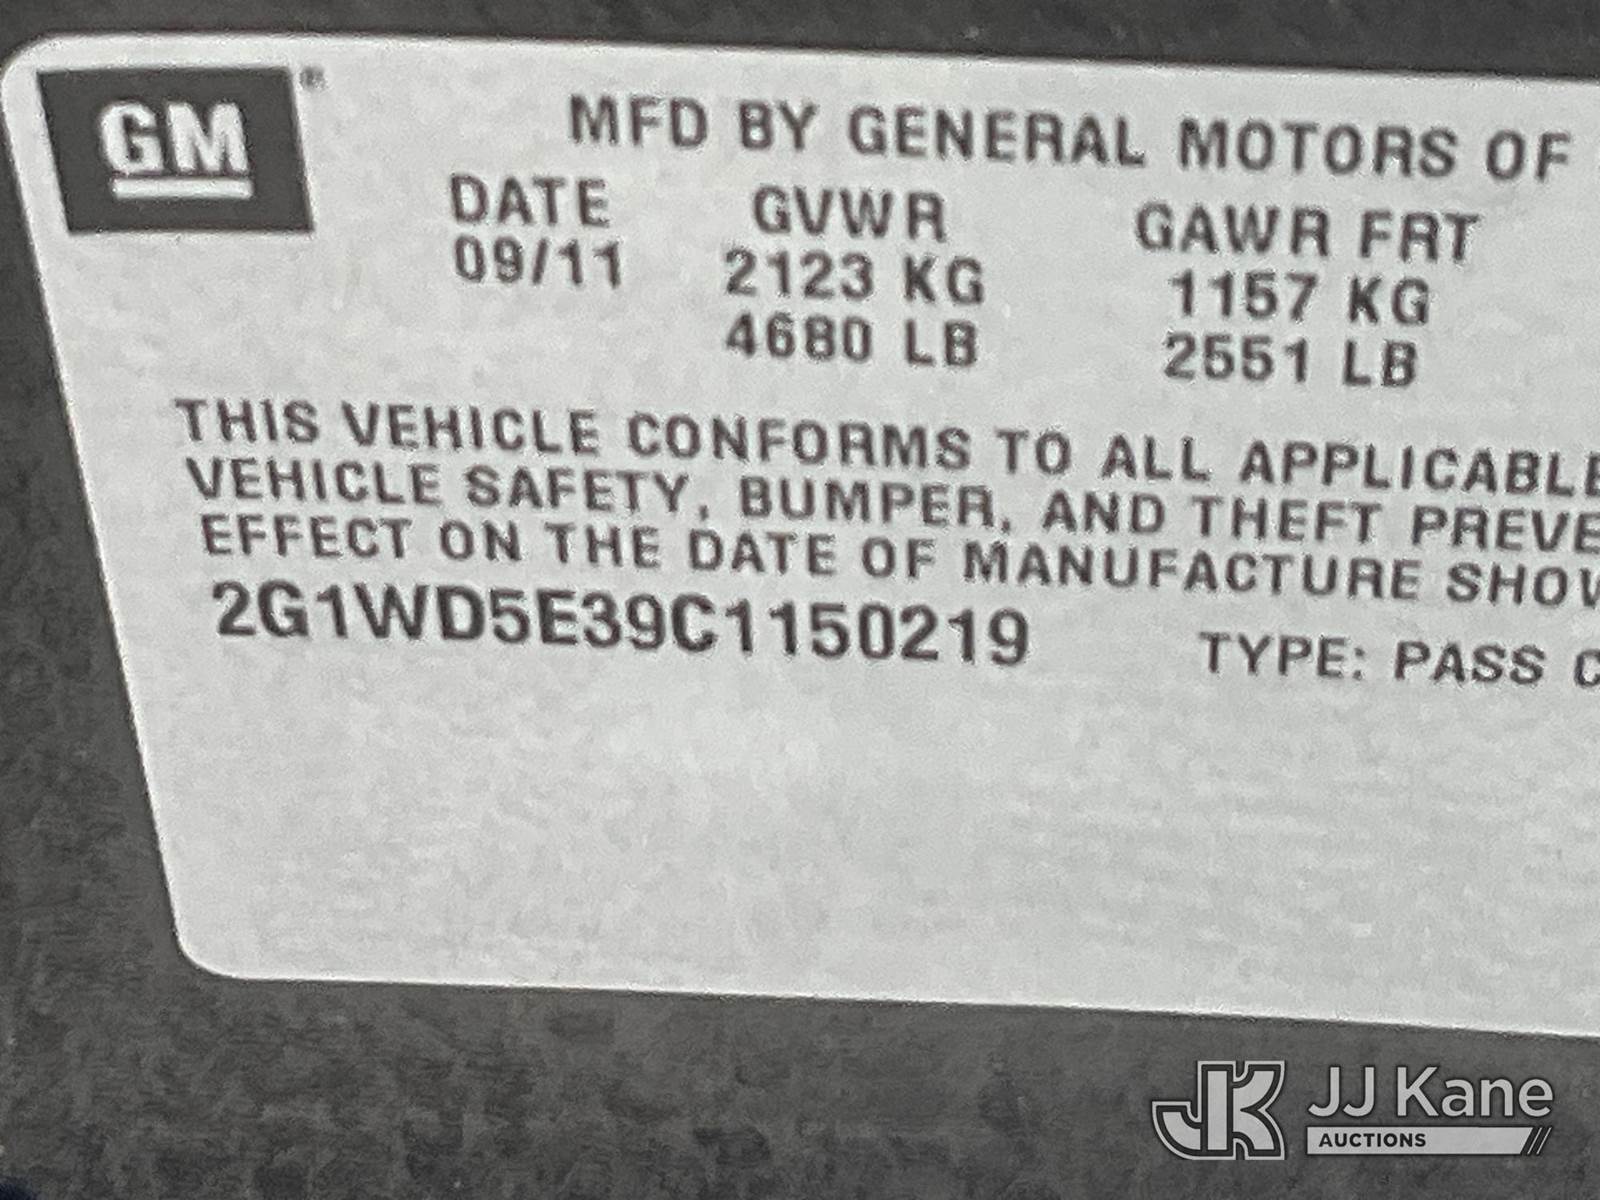 GM ®
MFD BY GENERAL MOTORS OF
DATE GVWR GAWR FRT
09/11 2123 KG 1157 KG
4680 LB 2551 LB
THIS VEHICLE CONFORMS TO ALL APPLICABLE
VEHICLE SAFETY, BUMPER, AND THEFT PREVE
EFFECT ON THE DATE OF MANUFACTURE SHOW
2G1WD5E39C1150219 TYPE: PASS C
JK JJ Kane
AUCTIONS